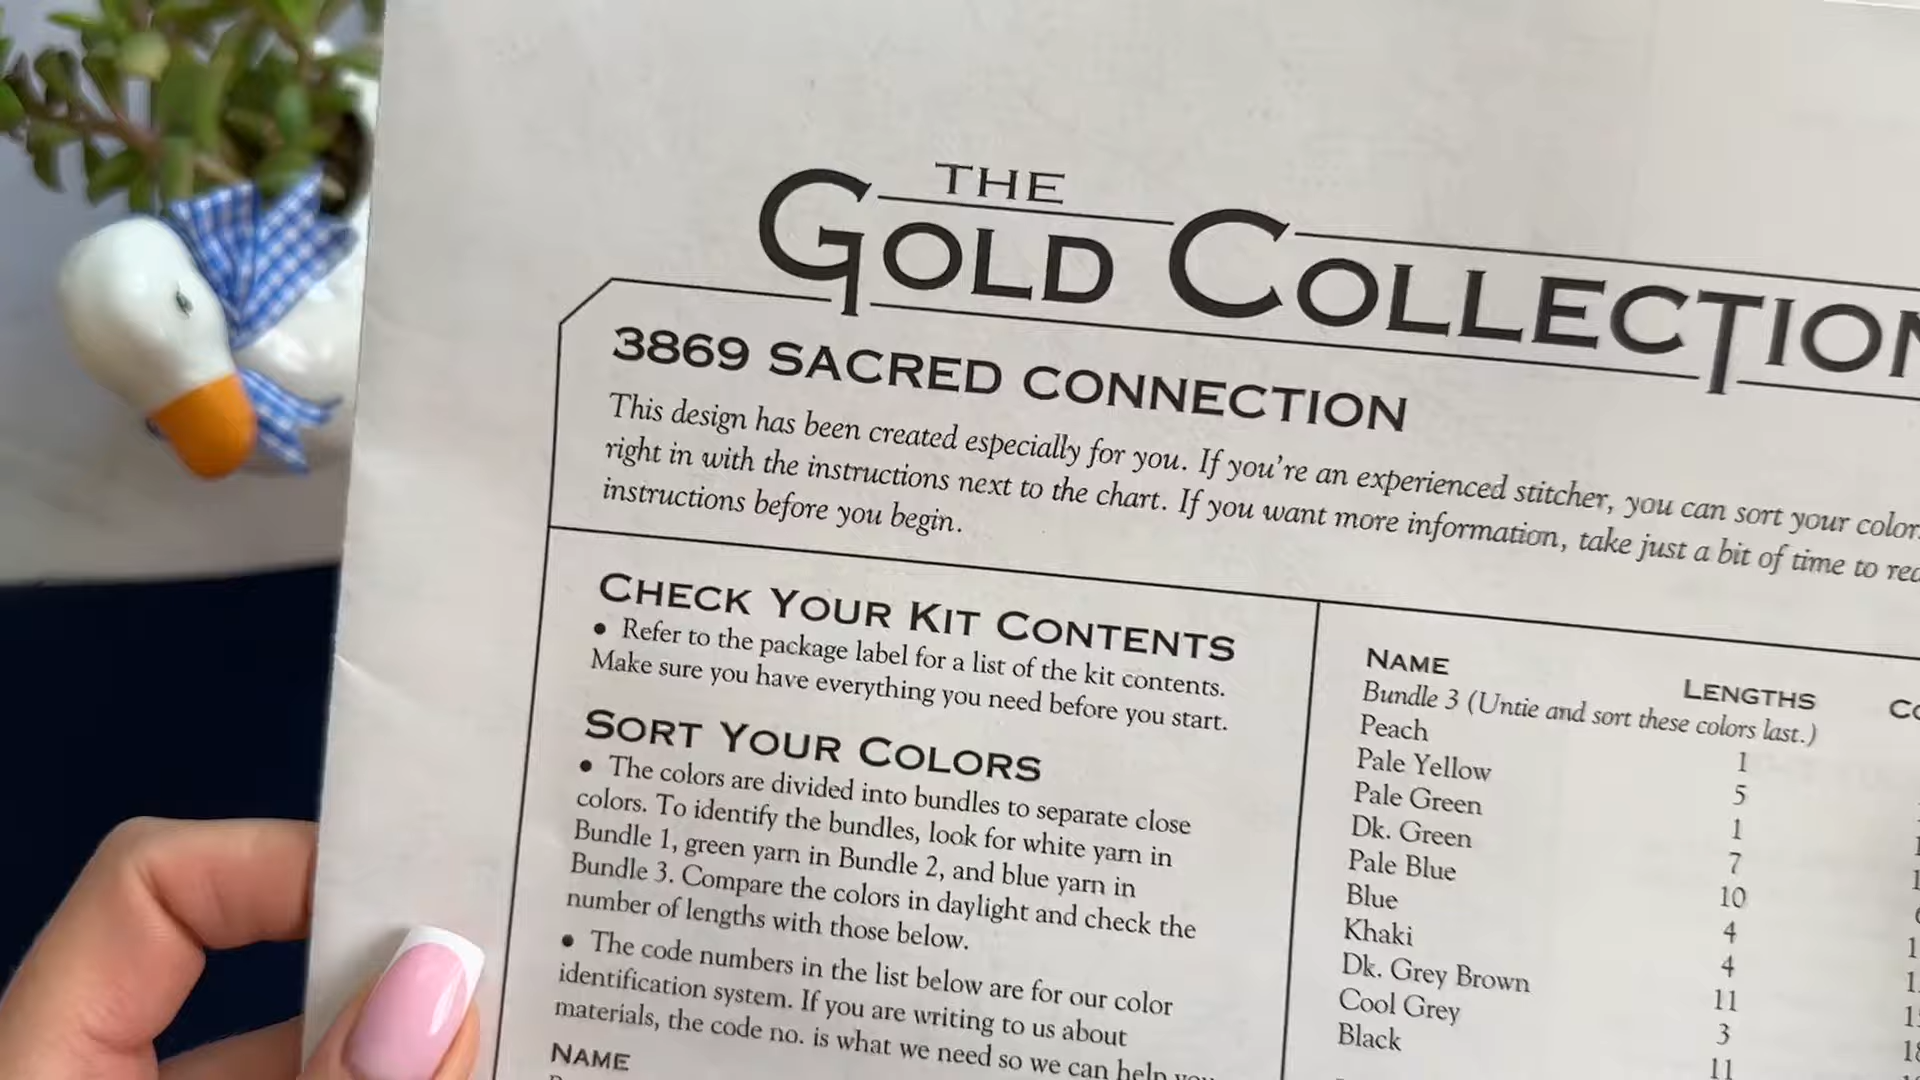 THE
GOLD COLLECTION
3869 SACRED CONNECTION
This design has been created especially for you. If you're an experienced stitcher, you can sort your color
right in with the instructions next to the chart. If you want more information, take just a bit of time to
instructions before you begin.
CHECK YOUR KIT CONTENTS
• Refer to the package label for a list of the kit contents.
Make sure you have everything you need before you start.
SORT YOUR COLORS
• The colors are divided into bundles to separate close
colors. To identify the bundles, look for white yarn in
Bundle 1, green yarn in Bundle 2, and blue yarn in
Bundle 3. Compare the colors in daylight and check the
number of lengths with those below.
• The code numbers in the list below are for our color
identification system. If you are writing to us about
materials, the code no. is what we need so we can help
NAME
NAME LENGTHS
Bundle 3 (Untie and sort these colors last.)
Peach 1
Pale Yellow 5
Pale Green 1
Dk. Green 7
Pale Blue 10
Blue 4
Khaki 4
Dk. Grey Brown 11
Cool Grey 3
Black 11